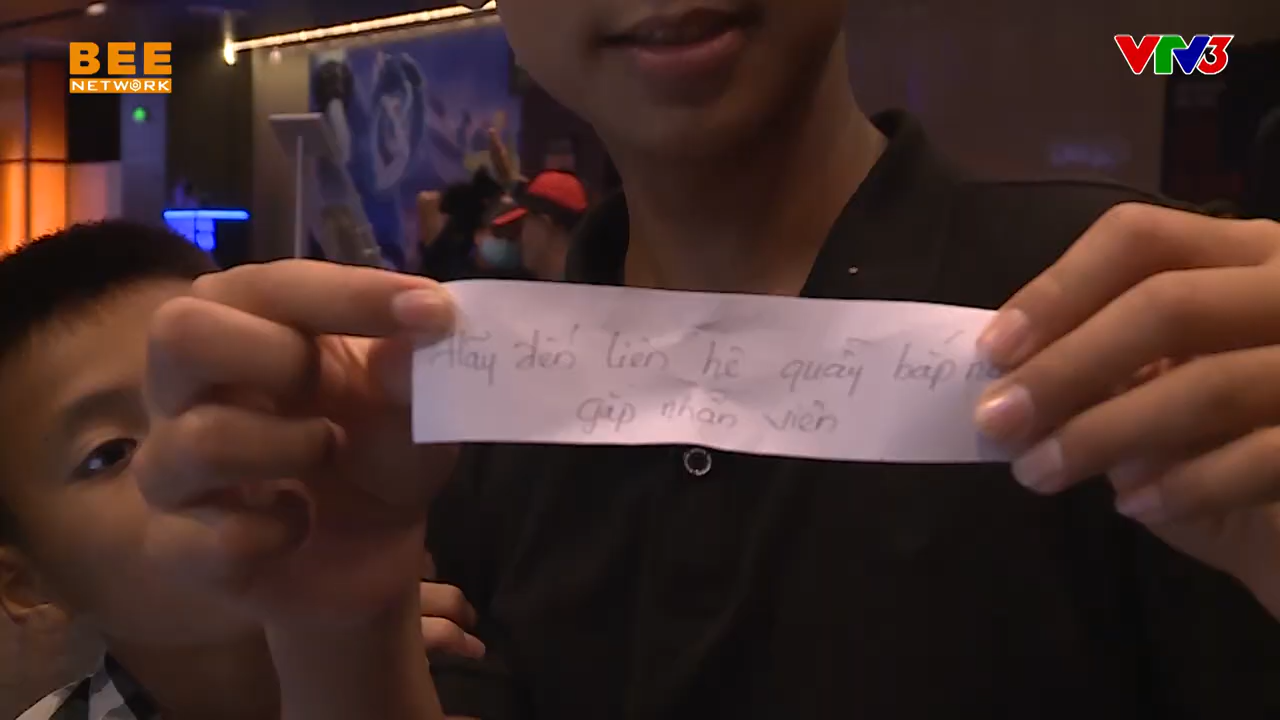 BEE
NETWORK
VTV3
Hãy đến liên hệ quầy bắp
gặp nhân viên